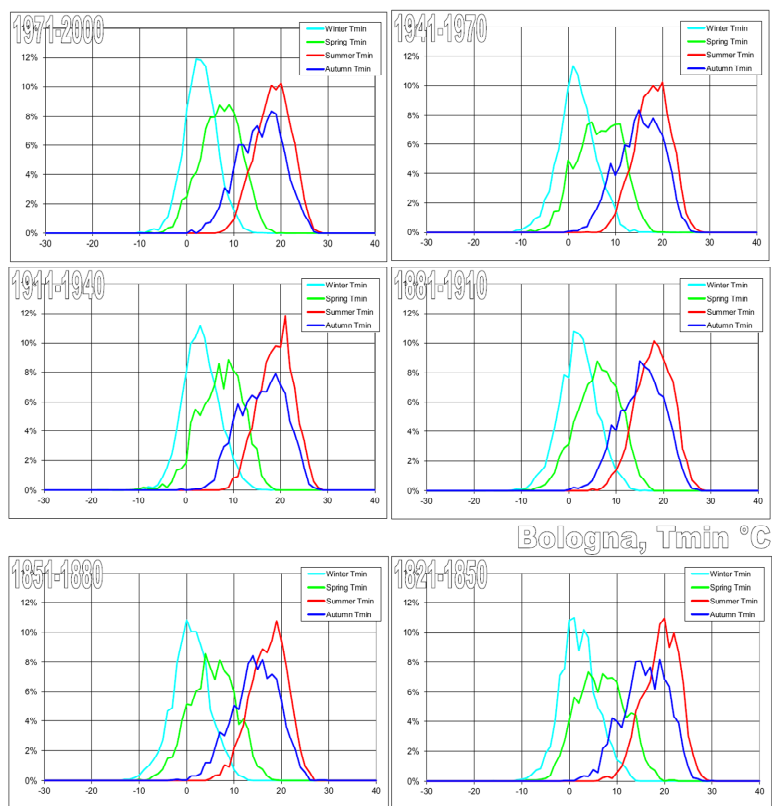 1971-2000
Winter Tmin
Spring Tmin
Summer Tmin
Autumn Tmin
12%
10%
8%
6%
4%
2%
0%
-30 -20 -10 0 10 20 30 40
1941-1970
Winter Tmin
Spring Tmin
Summer Tmin
Autumn Tmin
12%
10%
8%
6%
4%
2%
0%
-30 -20 -10 0 10 20 30 40
1911-1940
Winter Tmin
Spring Tmin
Summer Tmin
Autumn Tmin
12%
10%
8%
6%
4%
2%
0%
-30 -20 -10 0 10 20 30 40
1881-1910
Winter Tmin
Spring Tmin
Summer Tmin
Autumn Tmin
12%
10%
8%
6%
4%
2%
0%
-30 -20 -10 0 10 20 30 40
Bologna, Tmin °C
1851-1880
Winter Tmin
Spring Tmin
Summer Tmin
Autumn Tmin
12%
10%
8%
6%
4%
2%
0%
-30 -20 -10 0 10 20 30 40
1821-1850
Winter Tmin
Spring Tmin
Summer Tmin
Autumn Tmin
12%
10%
8%
6%
4%
2%
0%
-30 -20 -10 0 10 20 30 40